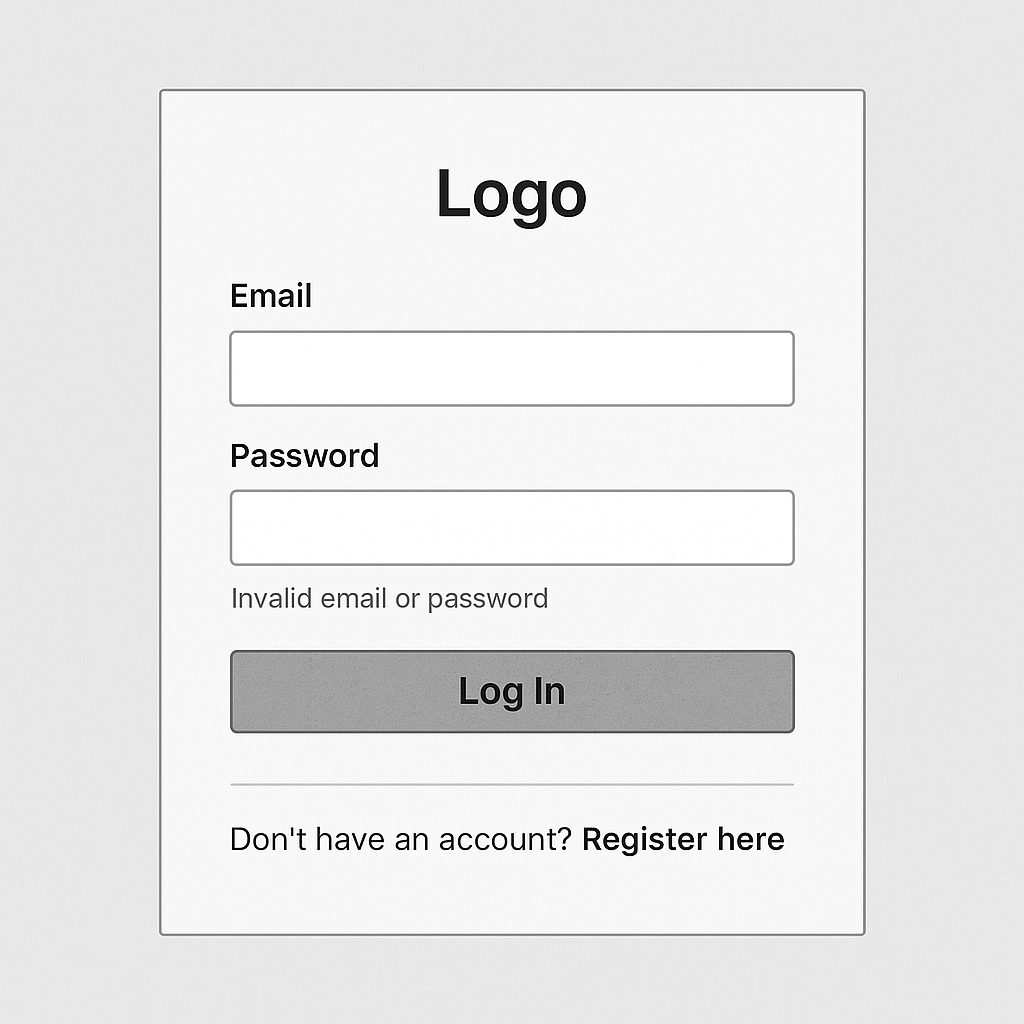 Logo
Email
Password
Invalid email or password
Log In
Don't have an account? Register here